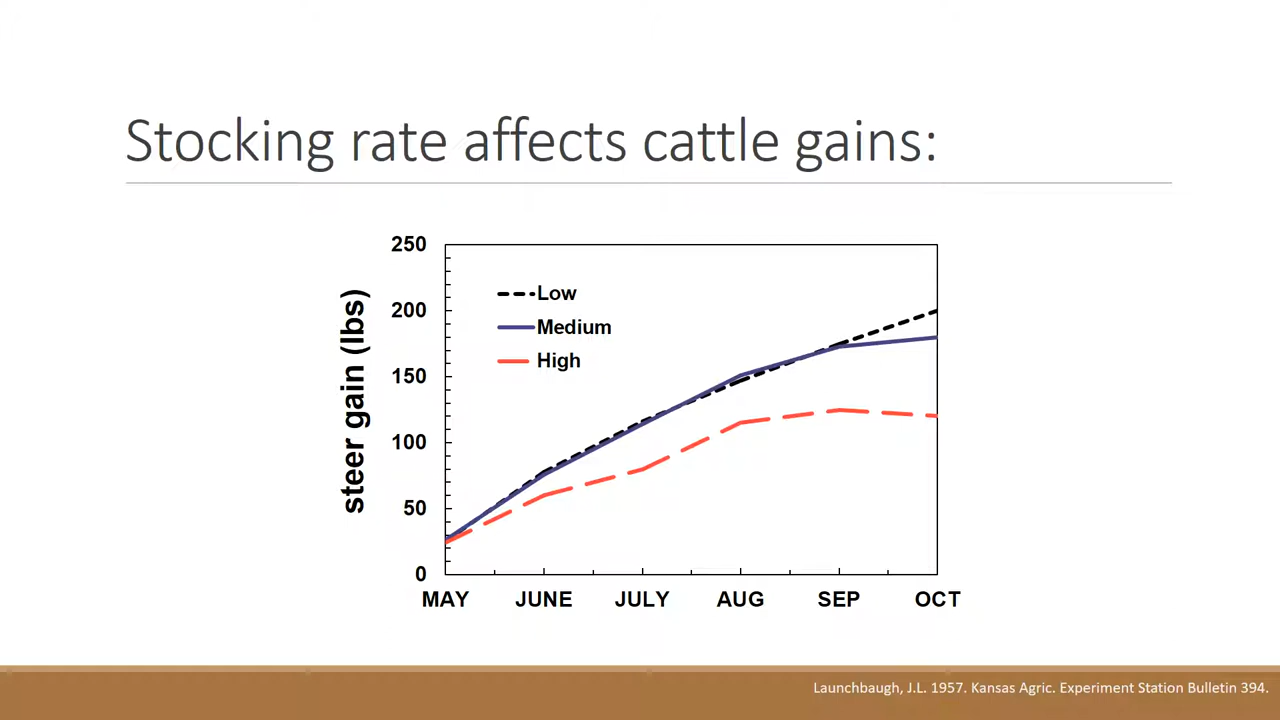 Stocking rate affects cattle gains:
250
200
150
100
50
0
steer gain (lbs)
Low
Medium
High
MAY JUNE JULY AUG SEP OCT
Launchbaugh, J.L. 1957. Kansas Agric. Experiment Station Bulletin 394.